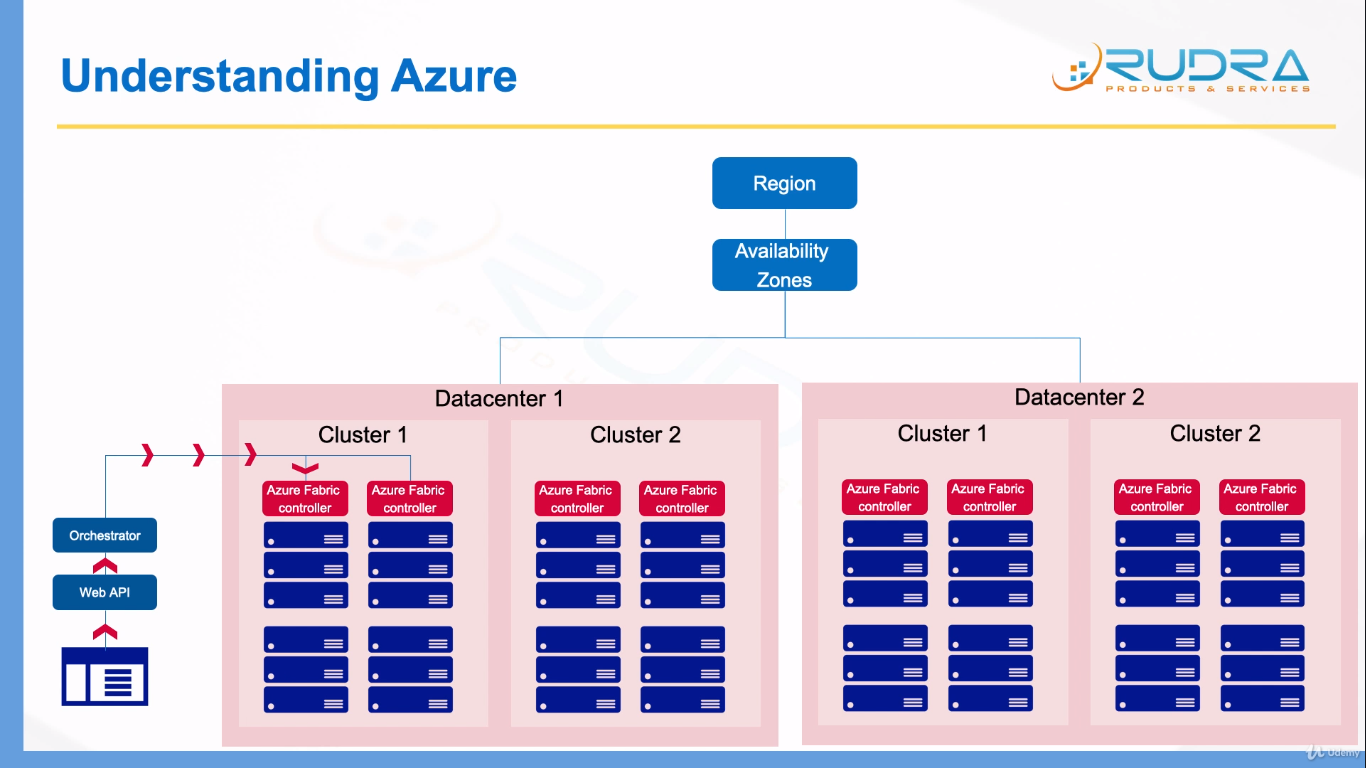 Understanding Azure
RUDRA
PRODUCTS & SERVICES
Region
Availability
Zones
Datacenter 1
Datacenter 2
Cluster 1
Cluster 2
Cluster 1
Cluster 2
Azure Fabric
controller
Azure Fabric
controller
Azure Fabric
controller
Azure Fabric
controller
Azure Fabric
controller
Azure Fabric
controller
Azure Fabric
controller
Azure Fabric
controller
Orchestrator
Web API
Udemy